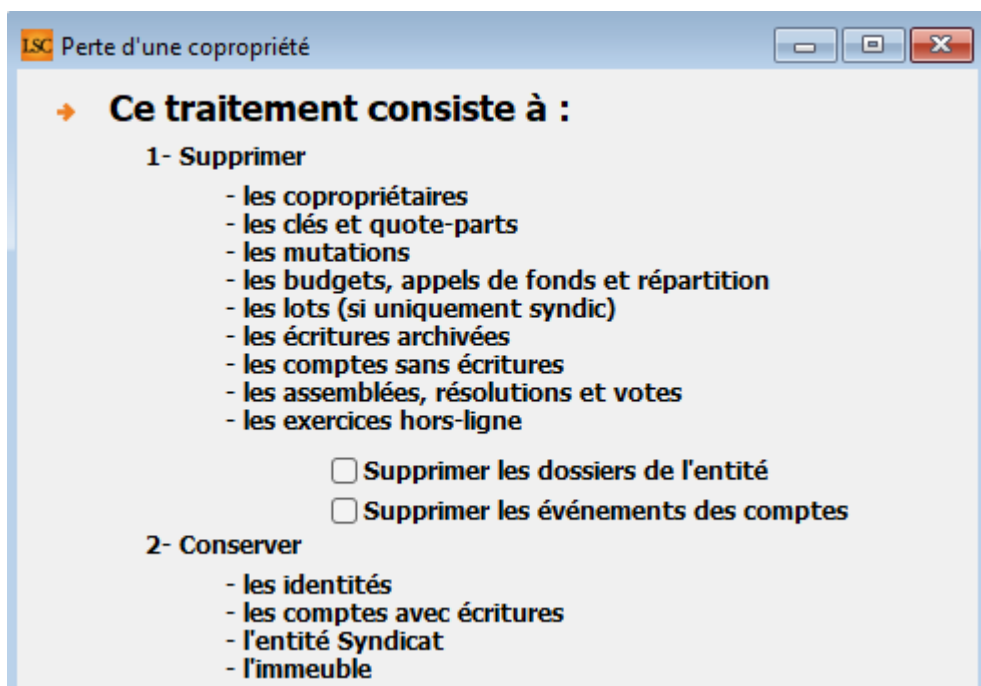 LSC Perte d'une copropriété
Ce traitement consiste à :
1- Supprimer
- les copropriétaires
- les clés et quote-parts
- les mutations
- les budgets, appels de fonds et répartition
- les lots (si uniquement syndic)
- les écritures archivées
- les comptes sans écritures
- les assemblées, résolutions et votes
- les exercices hors-ligne
Supprimer les dossiers de l'entité
Supprimer les événements des comptes
2- Conserver
- les identités
- les comptes avec écritures
- l'entité Syndicat
- l'immeuble